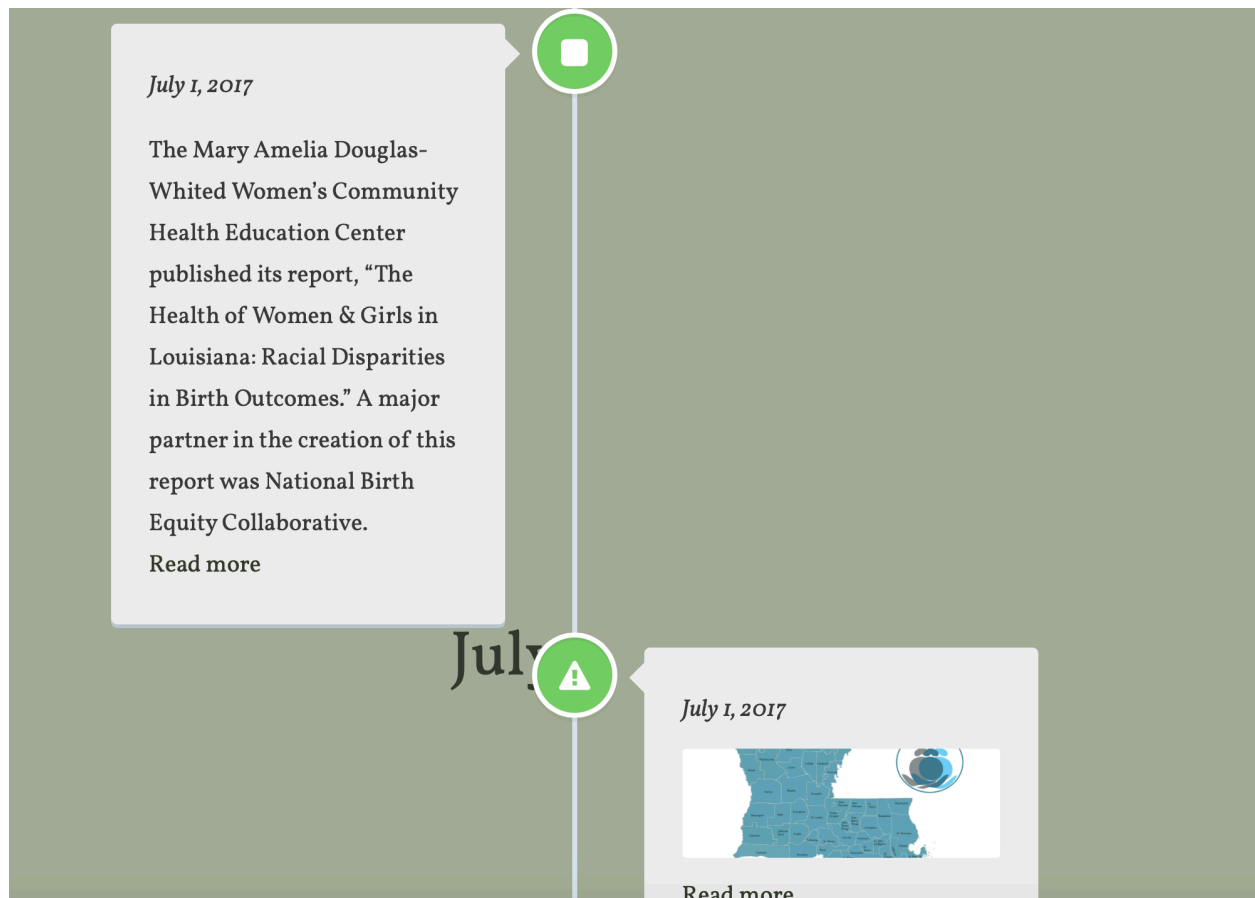 July 1, 2017
The Mary Amelia Douglas-
Whited Women’s Community
Health Education Center
published its report, “The
Health of Women & Girls in
Louisiana: Racial Disparities
in Birth Outcomes.” A major
partner in the creation of this
report was National Birth
Equity Collaborative.
Read more
July
July 1, 2017
Read more